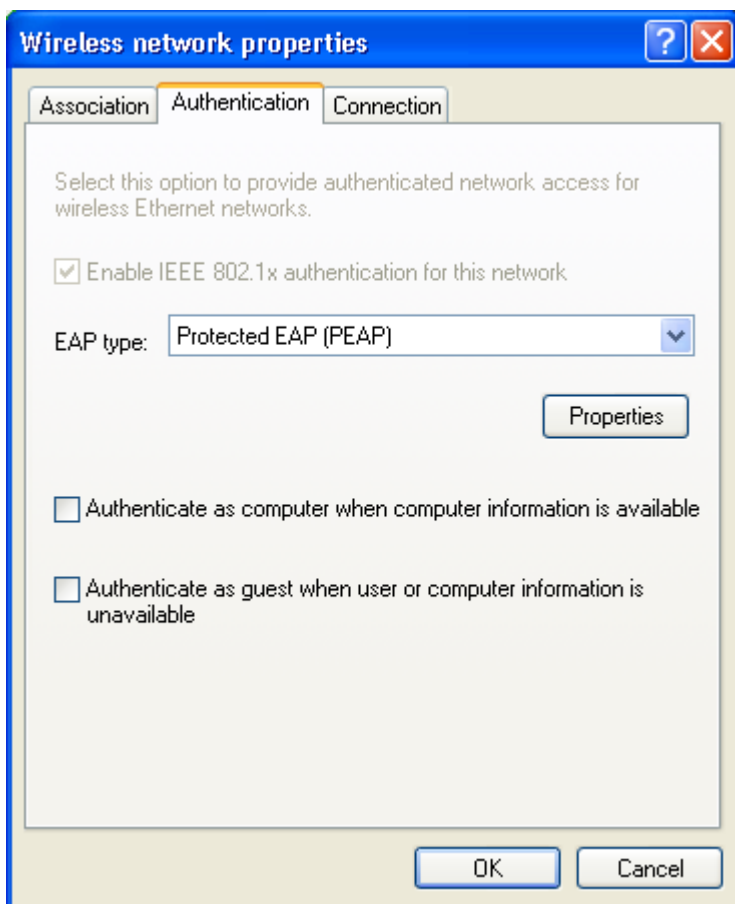 Wireless network properties
Association Authentication Connection
Select this option to provide authenticated network access for
wireless Ethernet networks.
Enable IEEE 802.1x authentication for this network
EAP type: Protected EAP (PEAP)
Properties
Authenticate as computer when computer information is available
Authenticate as guest when user or computer information is
unavailable
OK Cancel